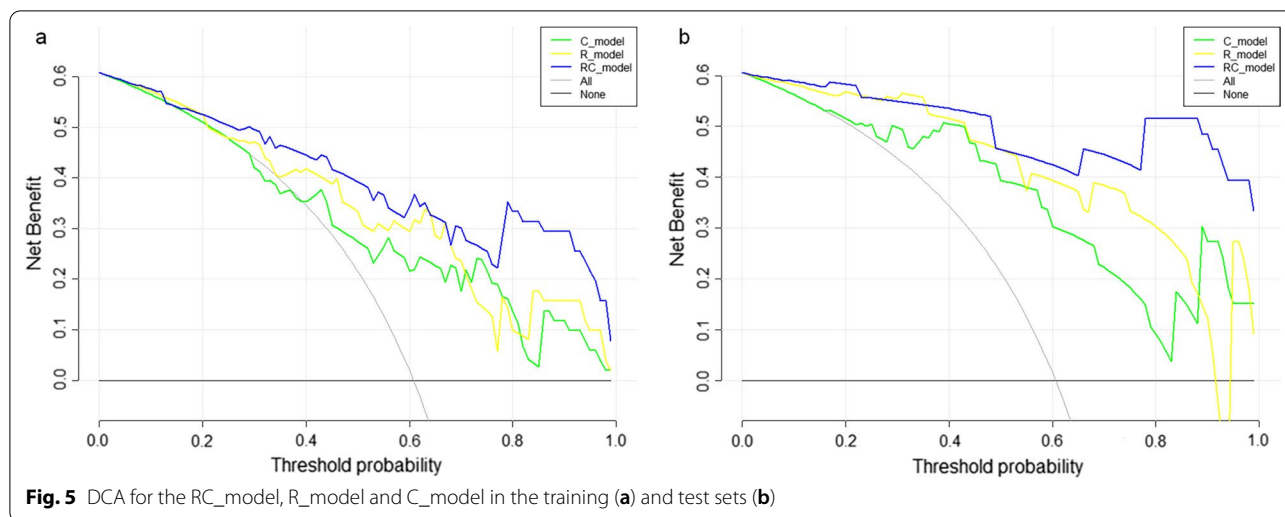 a
C_model
R_model
RC_model
All
None
Net Benefit
0.6
0.5
0.4
0.3
0.2
0.1
0.0
0.0 0.2 0.4 0.6 0.8 1.0
Threshold probability
b
C_model
R_model
RC_model
All
None
Net Benefit
0.6
0.5
0.4
0.3
0.2
0.1
0.0
0.0 0.2 0.4 0.6 0.8 1.0
Threshold probability
Fig. 5 DCA for the RC_model, R_model and C_model in the training (a) and test sets (b)